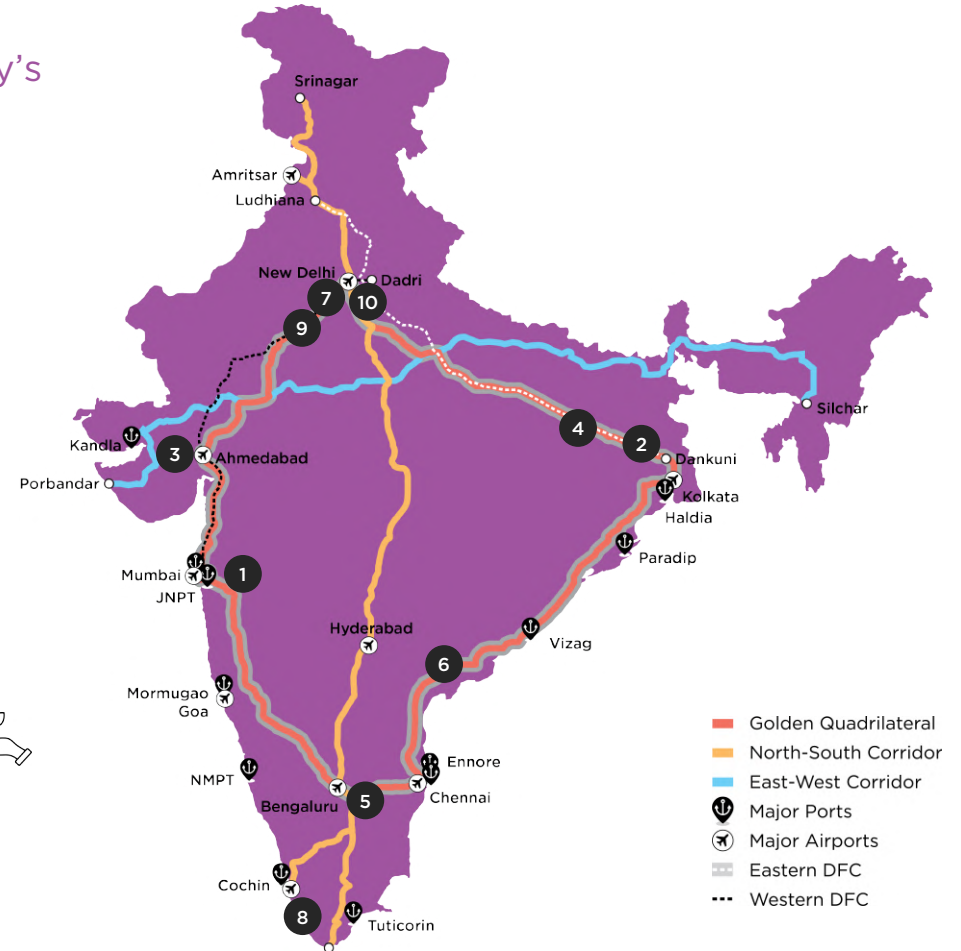 y's
Srinagar
Amritsar
Ludhiana
New Delhi
Dadri
7
10
9
Silchar
4
Kandla
3
Ahmedabad
2
Dankuni
Porbandar
Kolkata
Haldia
Paradip
Mumbai
1
JNPT
Hyderabad
Vizag
6
Mormugao
Goa
NMPT
Ennore
Chennai
Bengaluru
5
Cochin
8
Tuticorin
Golden Quadrilateral
North-South Corridor
East-West Corridor
Major Ports
Major Airports
Eastern DFC
Western DFC